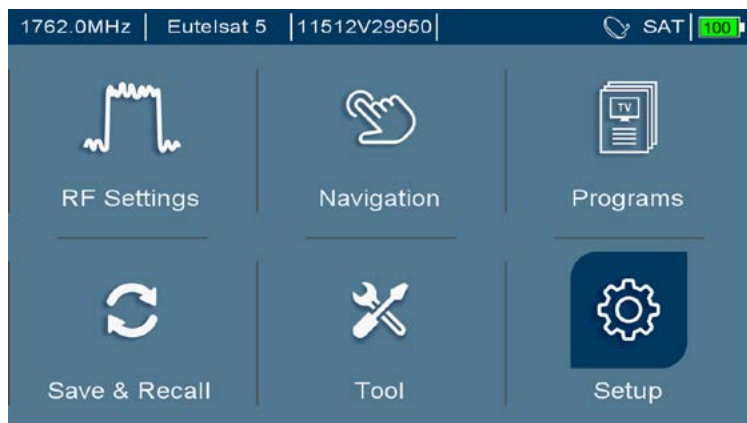 1762.0MHz | Eutelsat 5 |11512V29950| SAT 100
TV
RF Settings Navigation Programs
Save & Recall Tool Setup